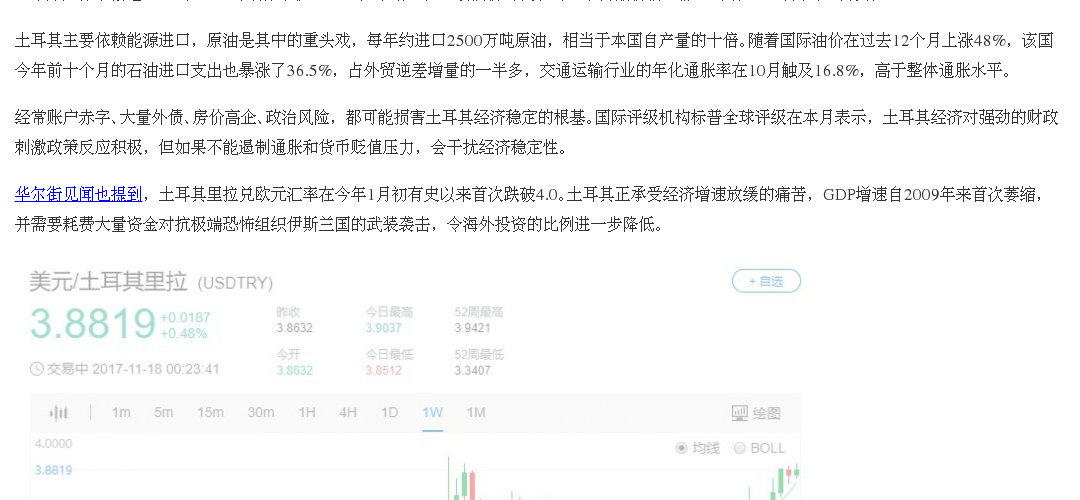 土耳其主要依赖能源进口，原油是其中的重头戏，每年约进口2500万吨原油，相当于本国自产量的十倍。随着国际油价在过去12个月上涨48%，该国
今年前十个月的石油进口支出也暴涨了36.5%，占外贸逆差增量的一半多，交通运输行业的年化通胀率在10月触及16.8%，高于整体通胀水平。
经常账户赤字、大量外债、房价高企、政治风险，都可能损害土耳其经济稳定的根基。国际评级机构标普全球评级在本月表示，土耳其经济对强劲的财政
刺激政策反应积极，但如果不能遏制通胀和货币贬值压力，会干扰经济稳定性。
华尔街见闻也提到，土耳其里拉兑欧元汇率在今年1月初有史以来首次跌破4.0。土耳其正承受经济增速放缓的痛苦，GDP增速自2009年来首次萎缩，
并需要耗费大量资金对抗极端恐怖组织伊斯兰国的武装袭击，令海外投资的比例进一步降低。
美元/土耳其里拉 (USDTRY)
+ 自选
3.8819 +0.0187 +0.48%
昨收 今日最高 52周最高
3.8632 3.9037 3.9421
今开 今日最低 52周最低
3.8632 3.8512 3.3407
交易中 2017-11-18 00:23:41
1m 5m 15m 30m 1H 4H 1D 1W 1M 绘图
4.0000 均线 BOLL
3.8819